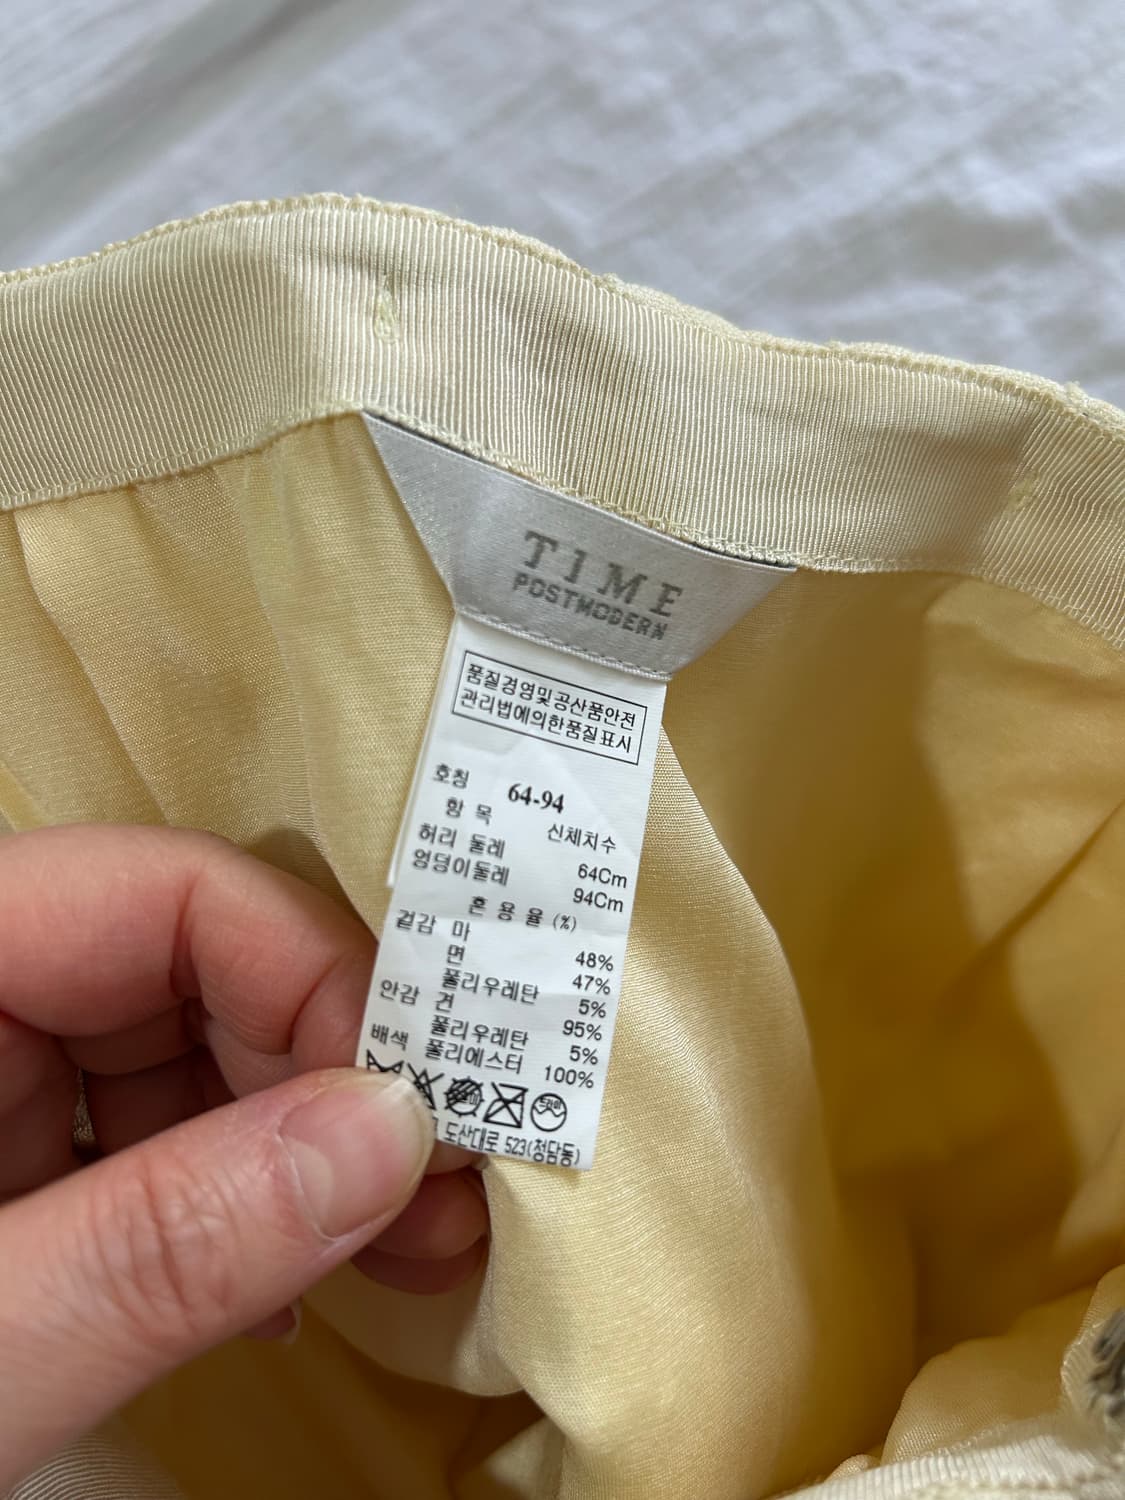 TIME
POSTMODERN
품질경영및공산품안전
관리법에의한품질표시
호칭 64-94
항 목 신체치수
허리 둘레 64Cm
엉덩이둘레 94Cm
혼 용 율 (%)
겉감 마 48%
면 47%
폴리우레탄 5%
안감 견 95%
폴리우레탄 5%
배색 폴리에스터 100%
드라이
도산대로 523(청담동)